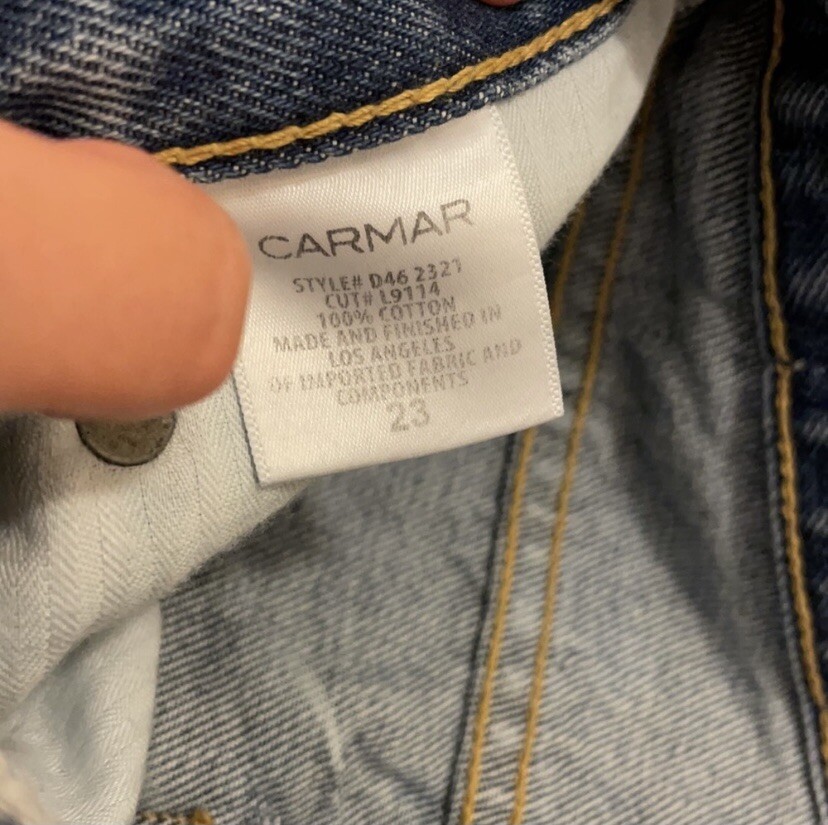 CARMAR
STYLE# D46 2321
CUT# L9114
100% COTTON
MADE AND FINISHED IN
LOS ANGELES
OF IMPORTED FABRIC AND
COMPONENTS
23